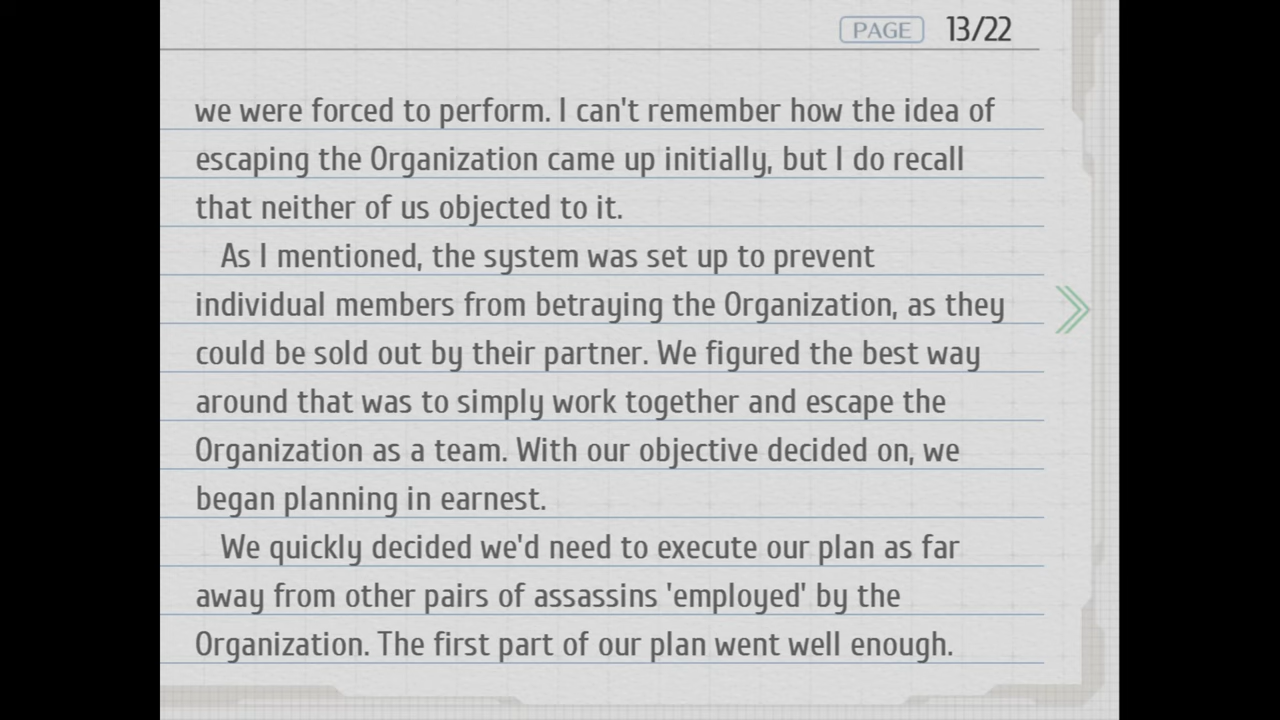 PAGE 13/22
we were forced to perform. I can't remember how the idea of
escaping the Organization came up initially, but I do recall
that neither of us objected to it.
As I mentioned, the system was set up to prevent
individual members from betraying the Organization, as they
could be sold out by their partner. We figured the best way
around that was to simply work together and escape the
Organization as a team. With our objective decided on, we
began planning in earnest.
We quickly decided we'd need to execute our plan as far
away from other pairs of assassins 'employed' by the
Organization. The first part of our plan went well enough.